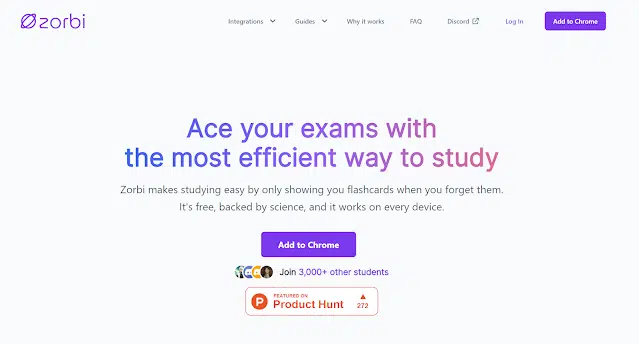 zorbi
Integrations Guides Why it works FAQ Discord Log In Add to Chrome
Ace your exams with
the most efficient way to study
Zorbi makes studying easy by only showing you flashcards when you forget them.
It's free, backed by science, and it works on every device.
Add to Chrome
Join 3,000+ other students
P FEATURED ON
Product Hunt 272